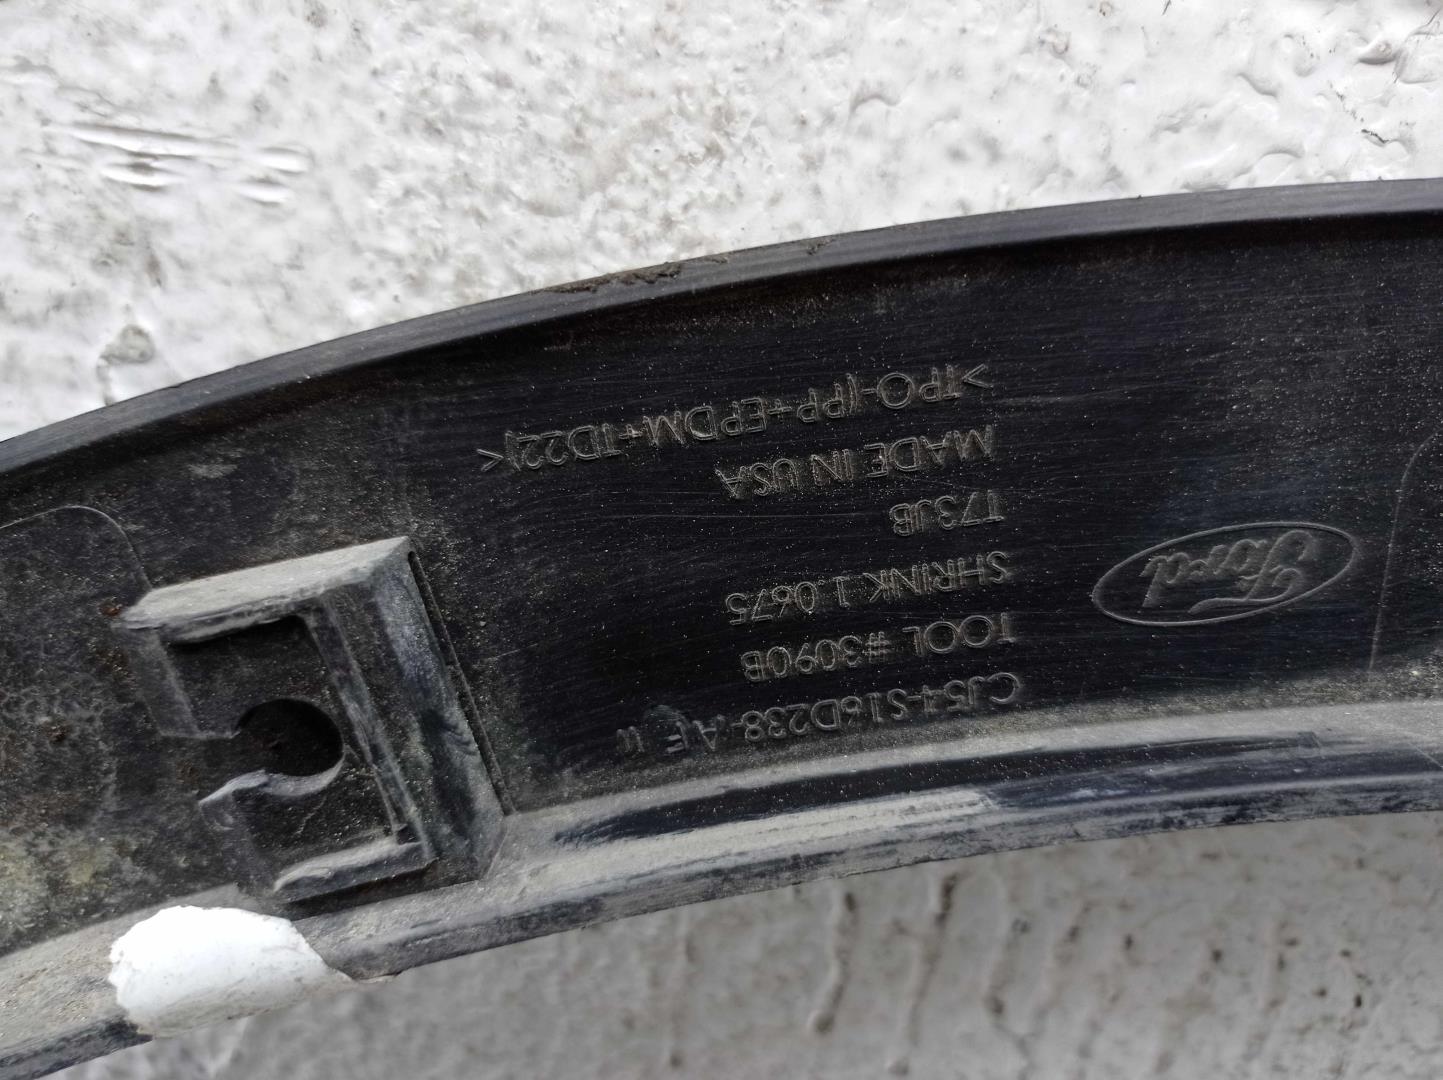 CJ54-S16D238-AE
TOOL #3090B
SHRINK 1.0675
T73JB
MADE IN USA
>TPO-(PP+EPDM+TD22)<
Ford